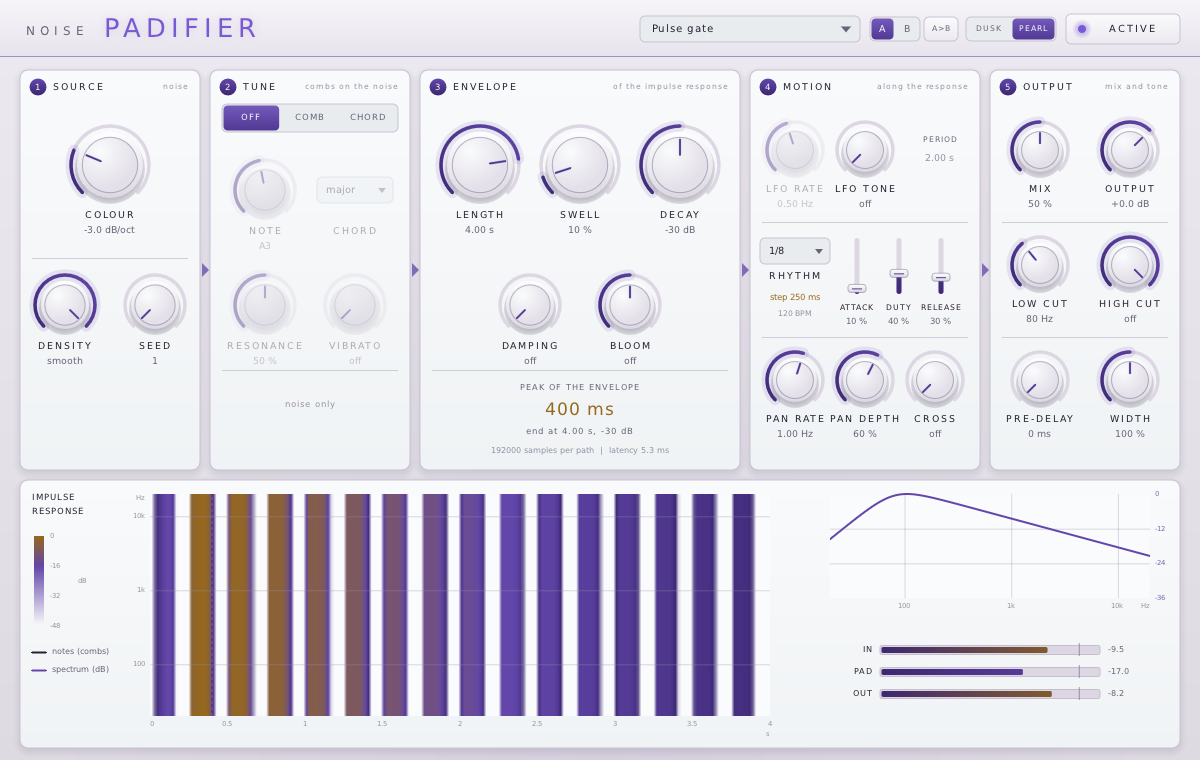 NOISE PADIFIER
Pulse gate
A B A>B
DUSK PEARL
ACTIVE
1 SOURCE noise
COLOUR
-3.0 dB/oct
DENSITY SEED
smooth 1
2 TUNE combs on the noise
OFF COMB CHORD
major
NOTE CHORD
A3
RESONANCE VIBRATO
50 % off
noise only
3 ENVELOPE of the impulse response
LENGTH SWELL DECAY
4.00 s 10 % -30 dB
DAMPING BLOOM
off off
PEAK OF THE ENVELOPE
400 ms
end at 4.00 s, -30 dB
192000 samples per path | latency 5.3 ms
4 MOTION along the response
PERIOD
2.00 s
LFO RATE LFO TONE
0.50 Hz off
1/8
RHYTHM
step 250 ms
120 BPM
ATTACK DUTY RELEASE
10 % 40 % 30 %
PAN RATE PAN DEPTH CROSS
1.00 Hz 60 % off
5 OUTPUT mix and tone
MIX OUTPUT
50 % +0.0 dB
LOW CUT HIGH CUT
80 Hz off
PRE-DELAY WIDTH
0 ms 100 %
IMPULSE
RESPONSE
0
-16
dB
-32
-48
notes (combs)
spectrum (dB)
Hz
10k
1k
100
0 0.5 1 1.5 2 2.5 3 3.5 4
s
0
-12
-24
-36
100 1k 10k Hz
IN -9.5
PAD -17.0
OUT -8.2